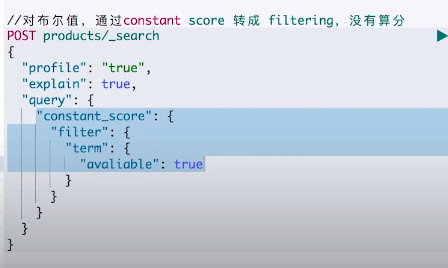 //对布尔值，通过constant score 转成 filtering，没有算分
POST products/_search
{
  "profile": "true",
  "explain": true,
  "query": {
    "constant_score": {
      "filter": {
        "term": {
          "avaliable": true
        }
      }
    }
  }
}